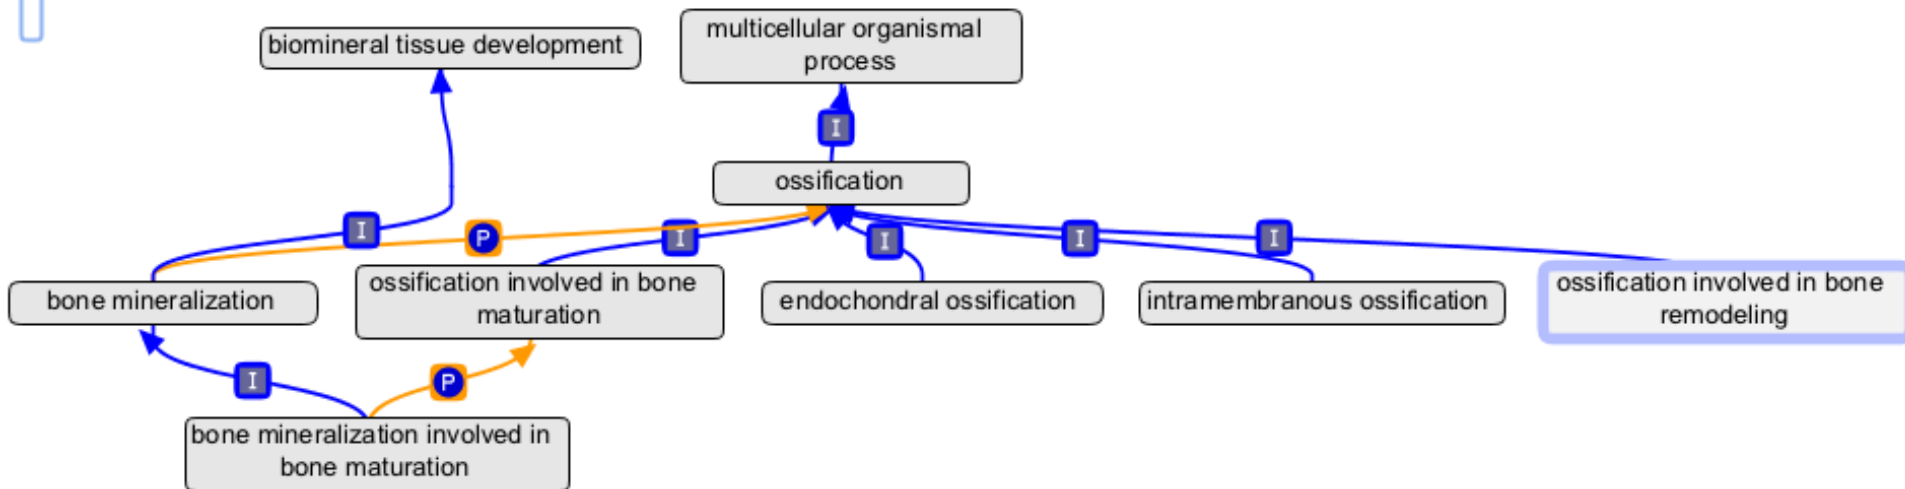 biomineral tissue development
multicellular organismal
process
I
ossification
I
P
I
I
I
I
bone mineralization
ossification involved in bone
maturation
endochondral ossification
intramembranous ossification
ossification involved in bone
remodeling
I
P
bone mineralization involved in
bone maturation